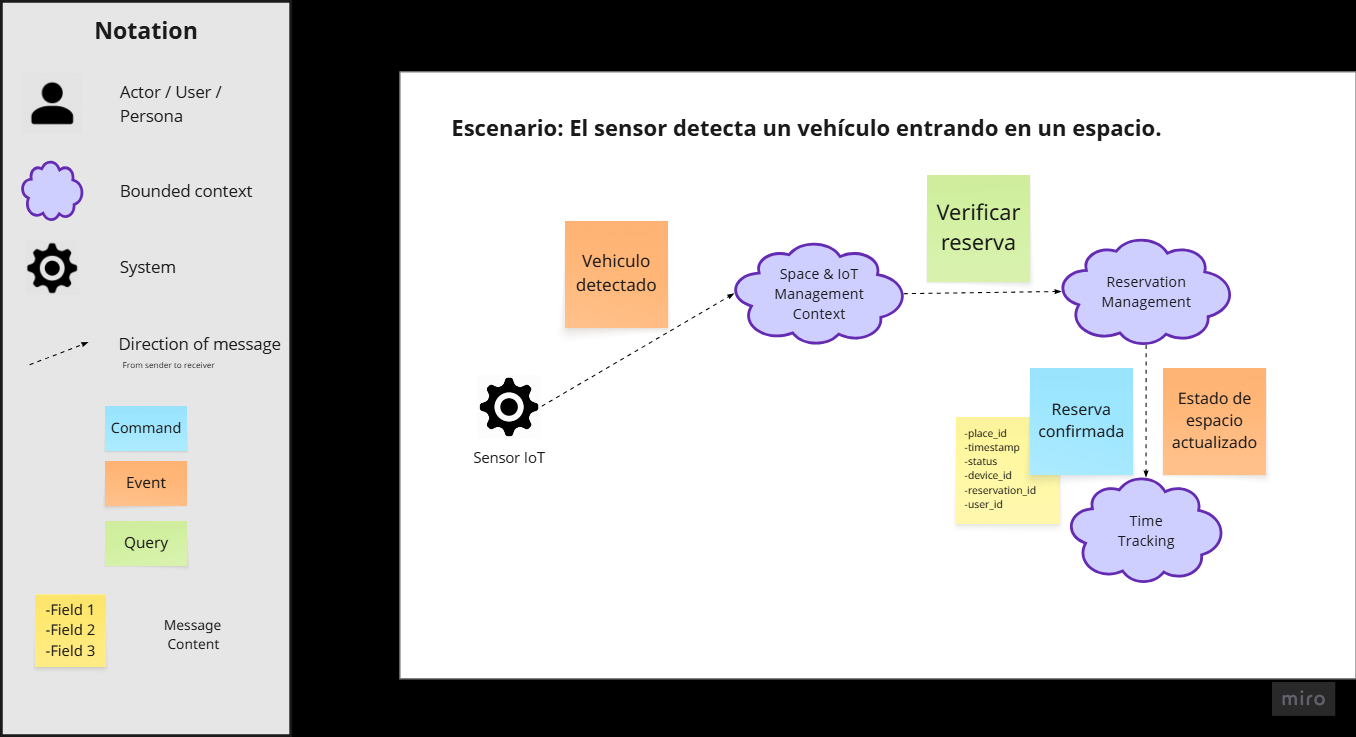 Notation
Actor / User /
Persona
Bounded context
System
Direction of message
From sender to receiver
Command
Event
Query
-Field 1
-Field 2
-Field 3
Message
Content
Escenario: El sensor detecta un vehículo entrando en un espacio.
Vehiculo
detectado
Sensor IoT
Space & IoT
Management
Context
Verificar
reserva
Reservation
Management
-place_id
-timestamp
-status
-device_id
-reservation_id
-user_id
Reserva
confirmada
Estado de
espacio
actualizado
Time
Tracking
miro